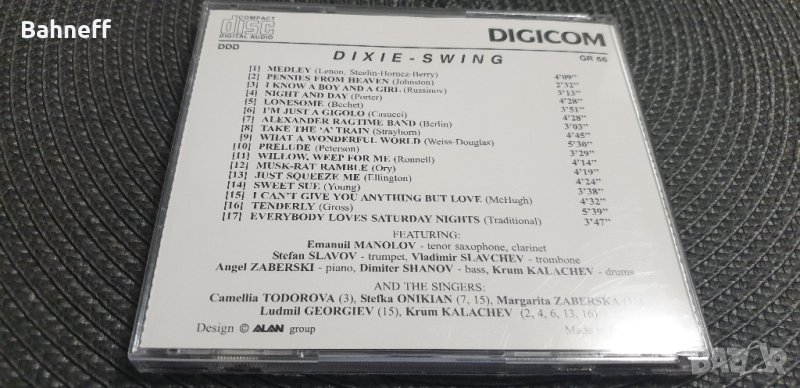 Bahneff
COMPACT
disc
DIGITAL AUDIO
DIGICOM
DDD
GR 56
DIXIE - SWING
[1] MEDLEY (Lenon, Steelin-Horncz-Berry) 4'09"
[2] PENNIES FROM HEAVEN (Johnston) 2'32"
[3] I KNOW A BOY AND A GIRL (Russinov) 3'13"
[4] NIGHT AND DAY (Porter) 4'28"
[5] LONESOME (Bechet) 3'51"
[6] I'M JUST A GIGOLO (Casucci) 4'28"
[7] ALEXANDER RAGTIME BAND (Berlin) 3'03"
[8] TAKE THE 'A' TRAIN (Strayhorn) 4'45"
[9] WHAT A WONDERFUL WORLD (Weiss-Douglas) 5'30"
[10] PRELUDE (Peterson) 3'29"
[11] WILLOW, WEEP FOR ME (Ronnell) 4'14"
[12] MUSK-RAT RAMBLE (Ory) 4'19"
[13] JUST SQUEEZE ME (Ellington) 4'24"
[14] SWEET SUE (Young) 3'38"
[15] I CAN'T GIVE YOU ANYTHING BUT LOVE (McHugh) 4'32"
[16] TENDERLY (Gross) 5'39"
[17] EVERYBODY LOVES SATURDAY NIGHTS (Traditional) 3'47"
FEATURING:
Emanuil MANOLOV - tenor saxophone, clarinet
Stefan SLAVOV - trumpet, Vladimir SLAVCHEV - trombone
Angel ZABERSKI - piano, Dimiter SHANOV - bass, Krum KALACHEV - drums
AND THE SINGERS:
Camellia TODOROVA (3), Stefka ONIKIAN (7, 15), Margarita ZABERSKA
Ludmil GEORGIEV (15), Krum KALACHEV (2, 4, 6, 13, 16)
Design © ALAN group Made in
BAZAR